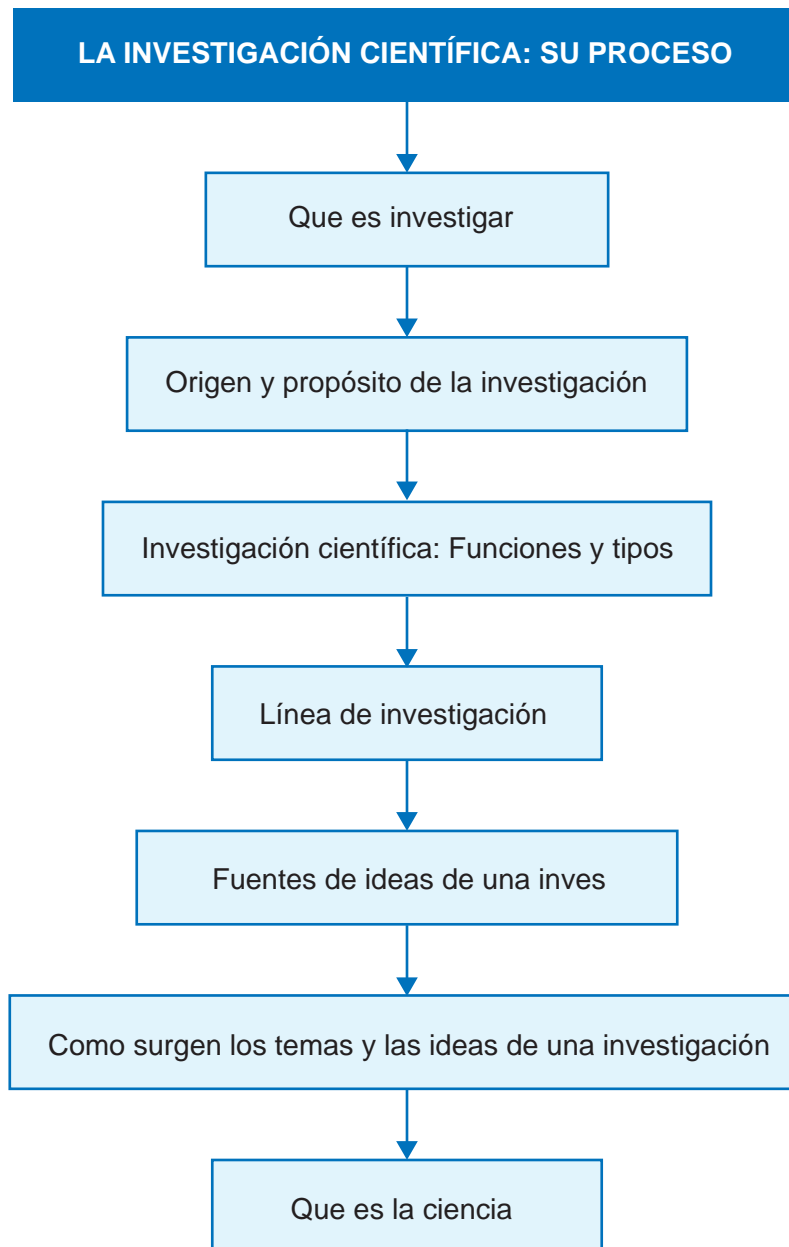 LA INVESTIGACIÓN CIENTÍFICA: SU PROCESO
Que es investigar
Origen y propósito de la investigación
Investigación científica: Funciones y tipos
Línea de investigación
Fuentes de ideas de una inves
Como surgen los temas y las ideas de una investigación
Que es la ciencia